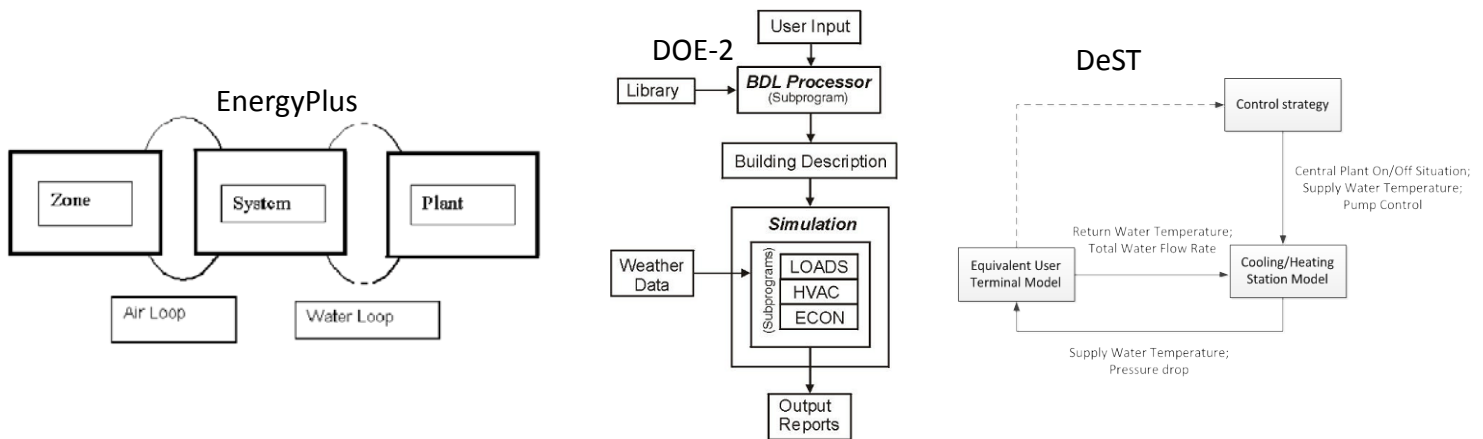 EnergyPlus
Zone
System
Plant
Air Loop
Water Loop
DOE-2
User Input
Library
BDL Processor
(Subprogram)
Building Description
Simulation
Weather
Data
(Subprograms)
LOADS
HVAC
ECON
Output
Reports
DeST
Control strategy
Central Plant On/Off Situation;
Supply Water Temperature;
Pump Control
Return Water Temperature;
Total Water Flow Rate
Equivalent User
Terminal Model
Cooling/Heating
Station Model
Supply Water Temperature;
Pressure drop